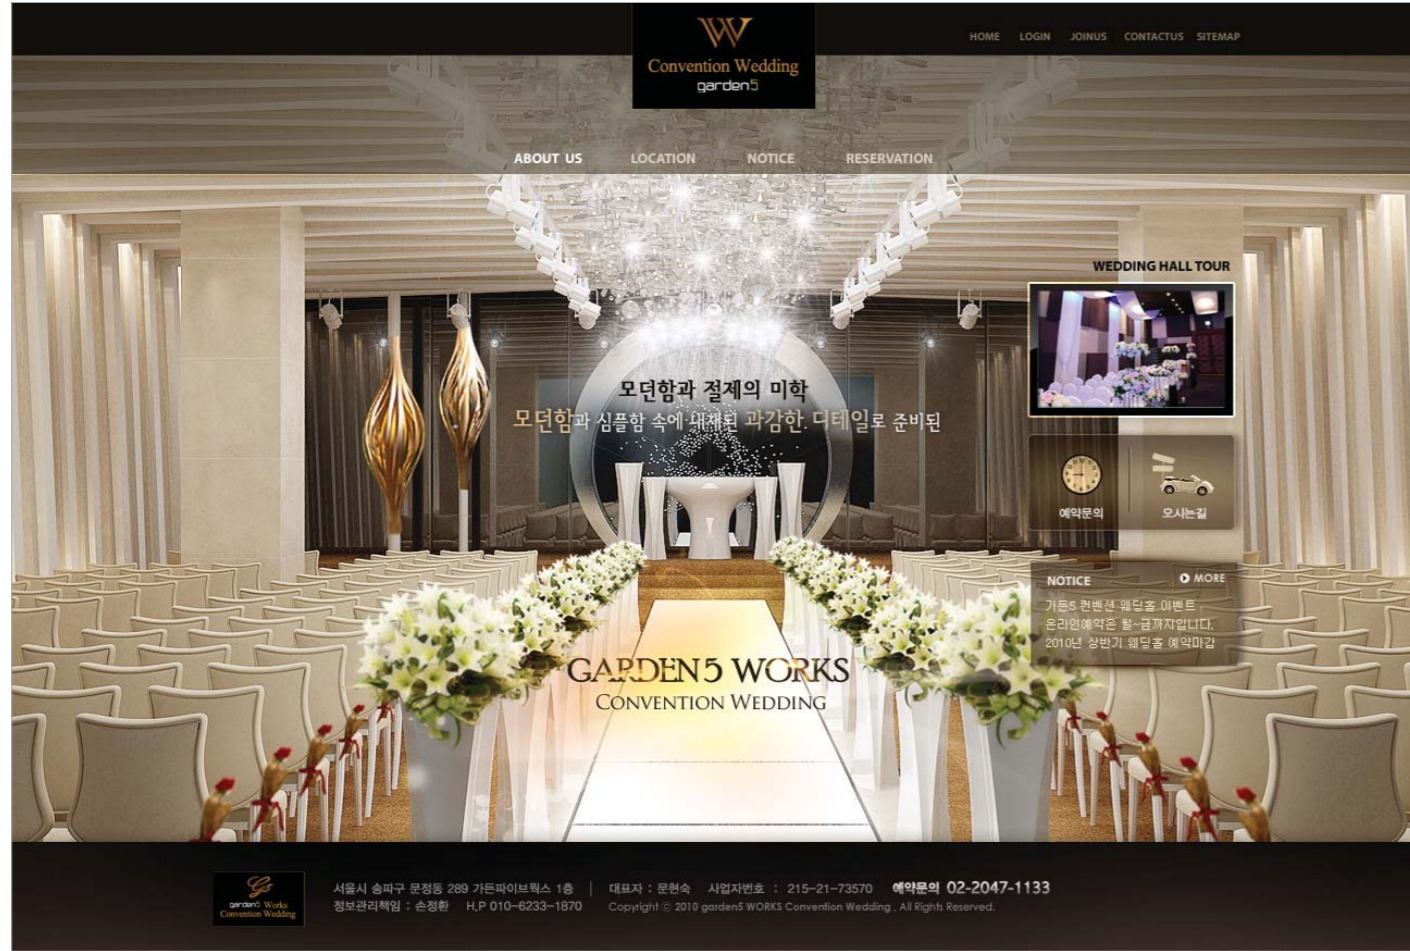 W
Convention Wedding
garden5
HOME LOGIN JOINUS CONTACTUS SITEMAP
ABOUT US LOCATION NOTICE RESERVATION
WEDDING HALL TOUR
모던함과 절제의 미학
모던함과 심플함 속에 내재된 과감한 디테일로 준비된
예약문의 오시는길
NOTICE MORE
가든5 컨벤션 웨딩홀 이벤트
온라인예약은 월~금까지입니다.
2010년 상반기 웨딩홀 예약마감
GARDEN5 WORKS
CONVENTION WEDDING
G5
garden5 Works
Convention Wedding
서울시 송파구 문정동 289 가든파이브웍스 1층 | 대표자 : 문현숙 사업자번호 : 215-21-73570 예약문의 02-2047-1133
정보관리책임 : 손정환 H.P 010-6233-1870 Copyright ⓒ 2010 garden5 WORKS Convention Wedding , All Rights Reserved.